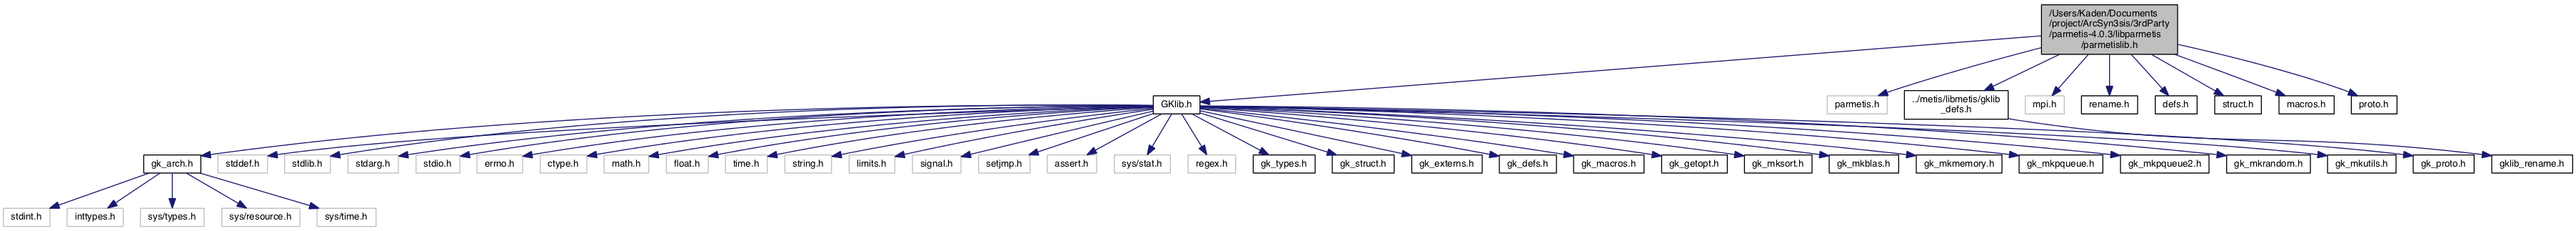 /Users/Kaden/Documents
/project/ArcSyn3sis/3rdParty
/parmetis-4.0.3/libparmetis
/parmetislib.h
GKlib.h
parmetis.h
../metis/libmetis/gklib
_defs.h
mpi.h
rename.h
defs.h
struct.h
macros.h
proto.h
gk_arch.h
stddef.h
stdlib.h
stdarg.h
stdio.h
errno.h
ctype.h
math.h
float.h
time.h
string.h
limits.h
signal.h
setjmp.h
assert.h
sys/stat.h
regex.h
gk_types.h
gk_struct.h
gk_externs.h
gk_defs.h
gk_macros.h
gk_getopt.h
gk_mksort.h
gk_mkblas.h
gk_mkmemory.h
gk_mkpqueue.h
gk_mkpqueue2.h
gk_mkrandom.h
gk_mkutils.h
gk_proto.h
gklib_rename.h
stdint.h
inttypes.h
sys/types.h
sys/resource.h
sys/time.h